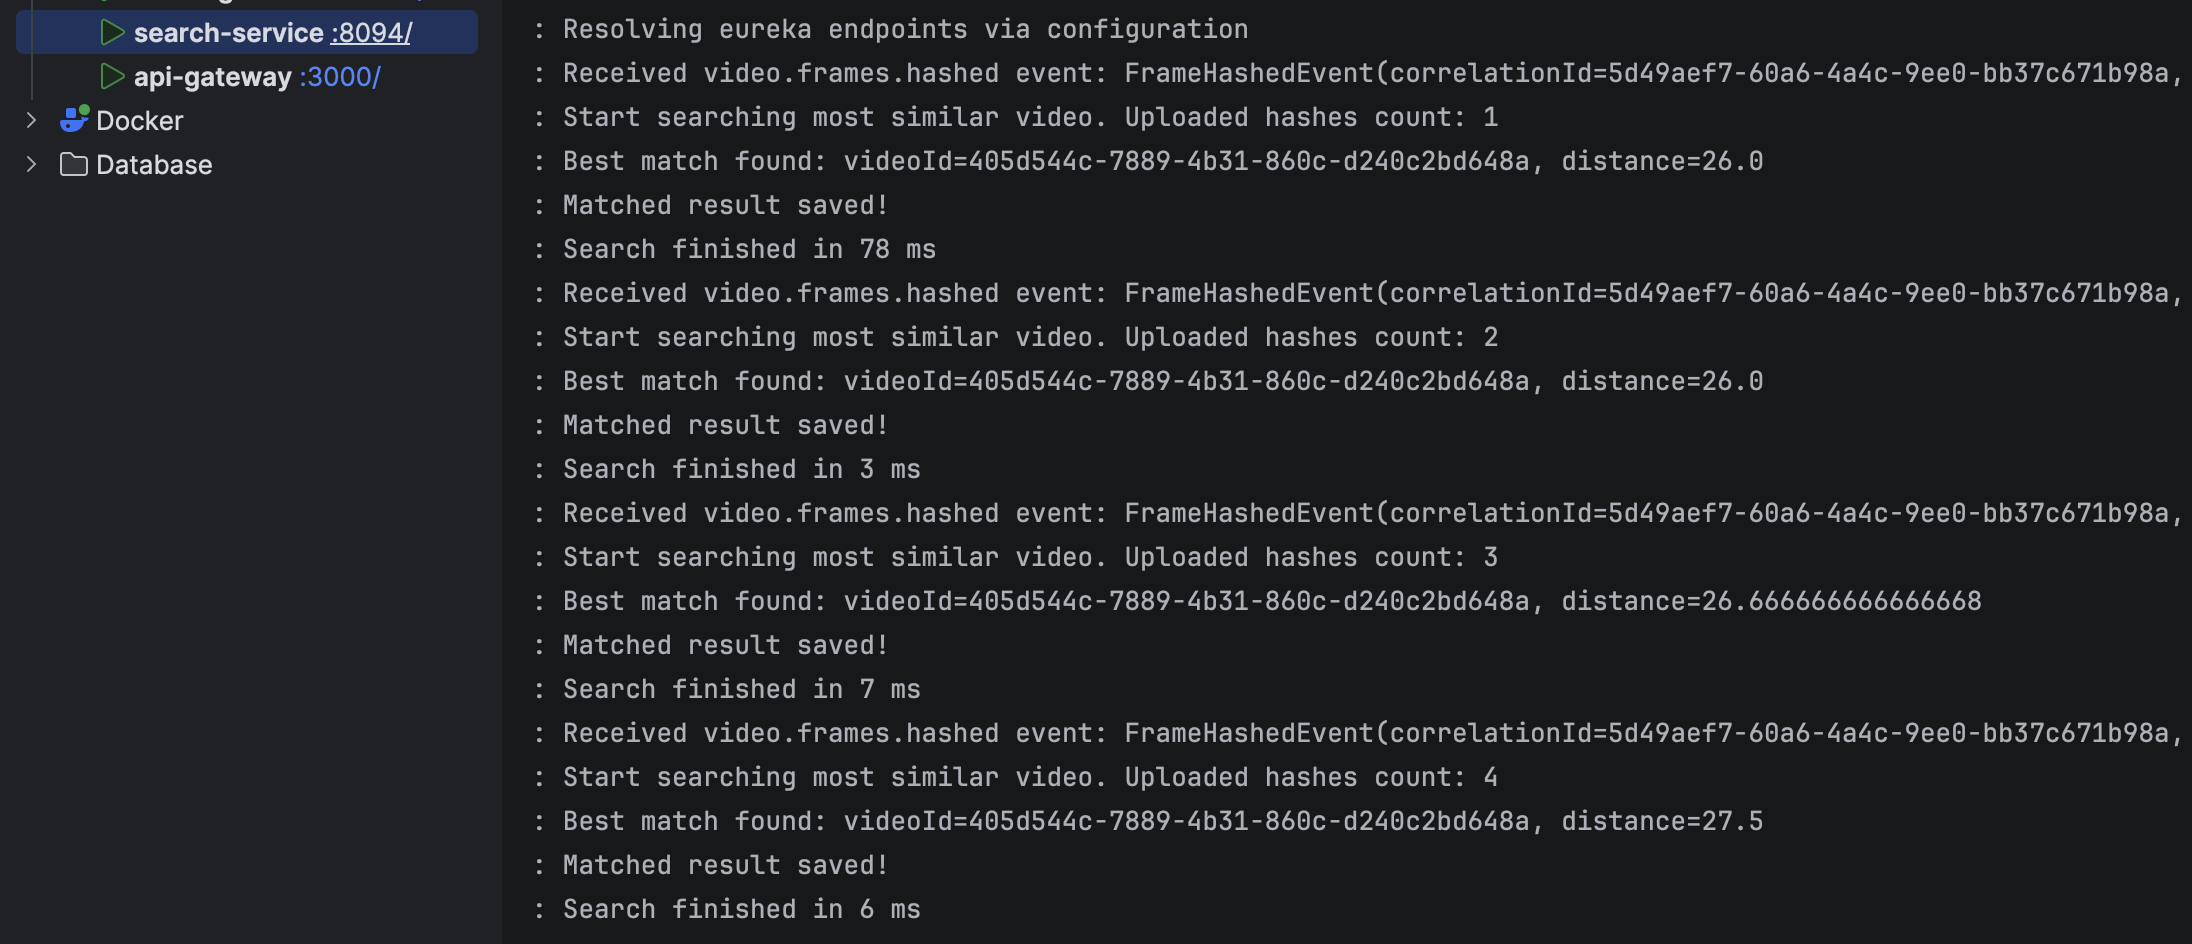 search-service :8094/
api-gateway :3000/
Docker
Database
: Resolving eureka endpoints via configuration
: Received video.frames.hashed event: FrameHashedEvent(correlationId=5d49aef7-60a6-4a4c-9ee0-bb37c671b98a,
: Start searching most similar video. Uploaded hashes count: 1
: Best match found: videoId=405d544c-7889-4b31-860c-d240c2bd648a, distance=26.0
: Matched result saved!
: Search finished in 78 ms
: Received video.frames.hashed event: FrameHashedEvent(correlationId=5d49aef7-60a6-4a4c-9ee0-bb37c671b98a,
: Start searching most similar video. Uploaded hashes count: 2
: Best match found: videoId=405d544c-7889-4b31-860c-d240c2bd648a, distance=26.0
: Matched result saved!
: Search finished in 3 ms
: Received video.frames.hashed event: FrameHashedEvent(correlationId=5d49aef7-60a6-4a4c-9ee0-bb37c671b98a,
: Start searching most similar video. Uploaded hashes count: 3
: Best match found: videoId=405d544c-7889-4b31-860c-d240c2bd648a, distance=26.666666666666668
: Matched result saved!
: Search finished in 7 ms
: Received video.frames.hashed event: FrameHashedEvent(correlationId=5d49aef7-60a6-4a4c-9ee0-bb37c671b98a,
: Start searching most similar video. Uploaded hashes count: 4
: Best match found: videoId=405d544c-7889-4b31-860c-d240c2bd648a, distance=27.5
: Matched result saved!
: Search finished in 6 ms